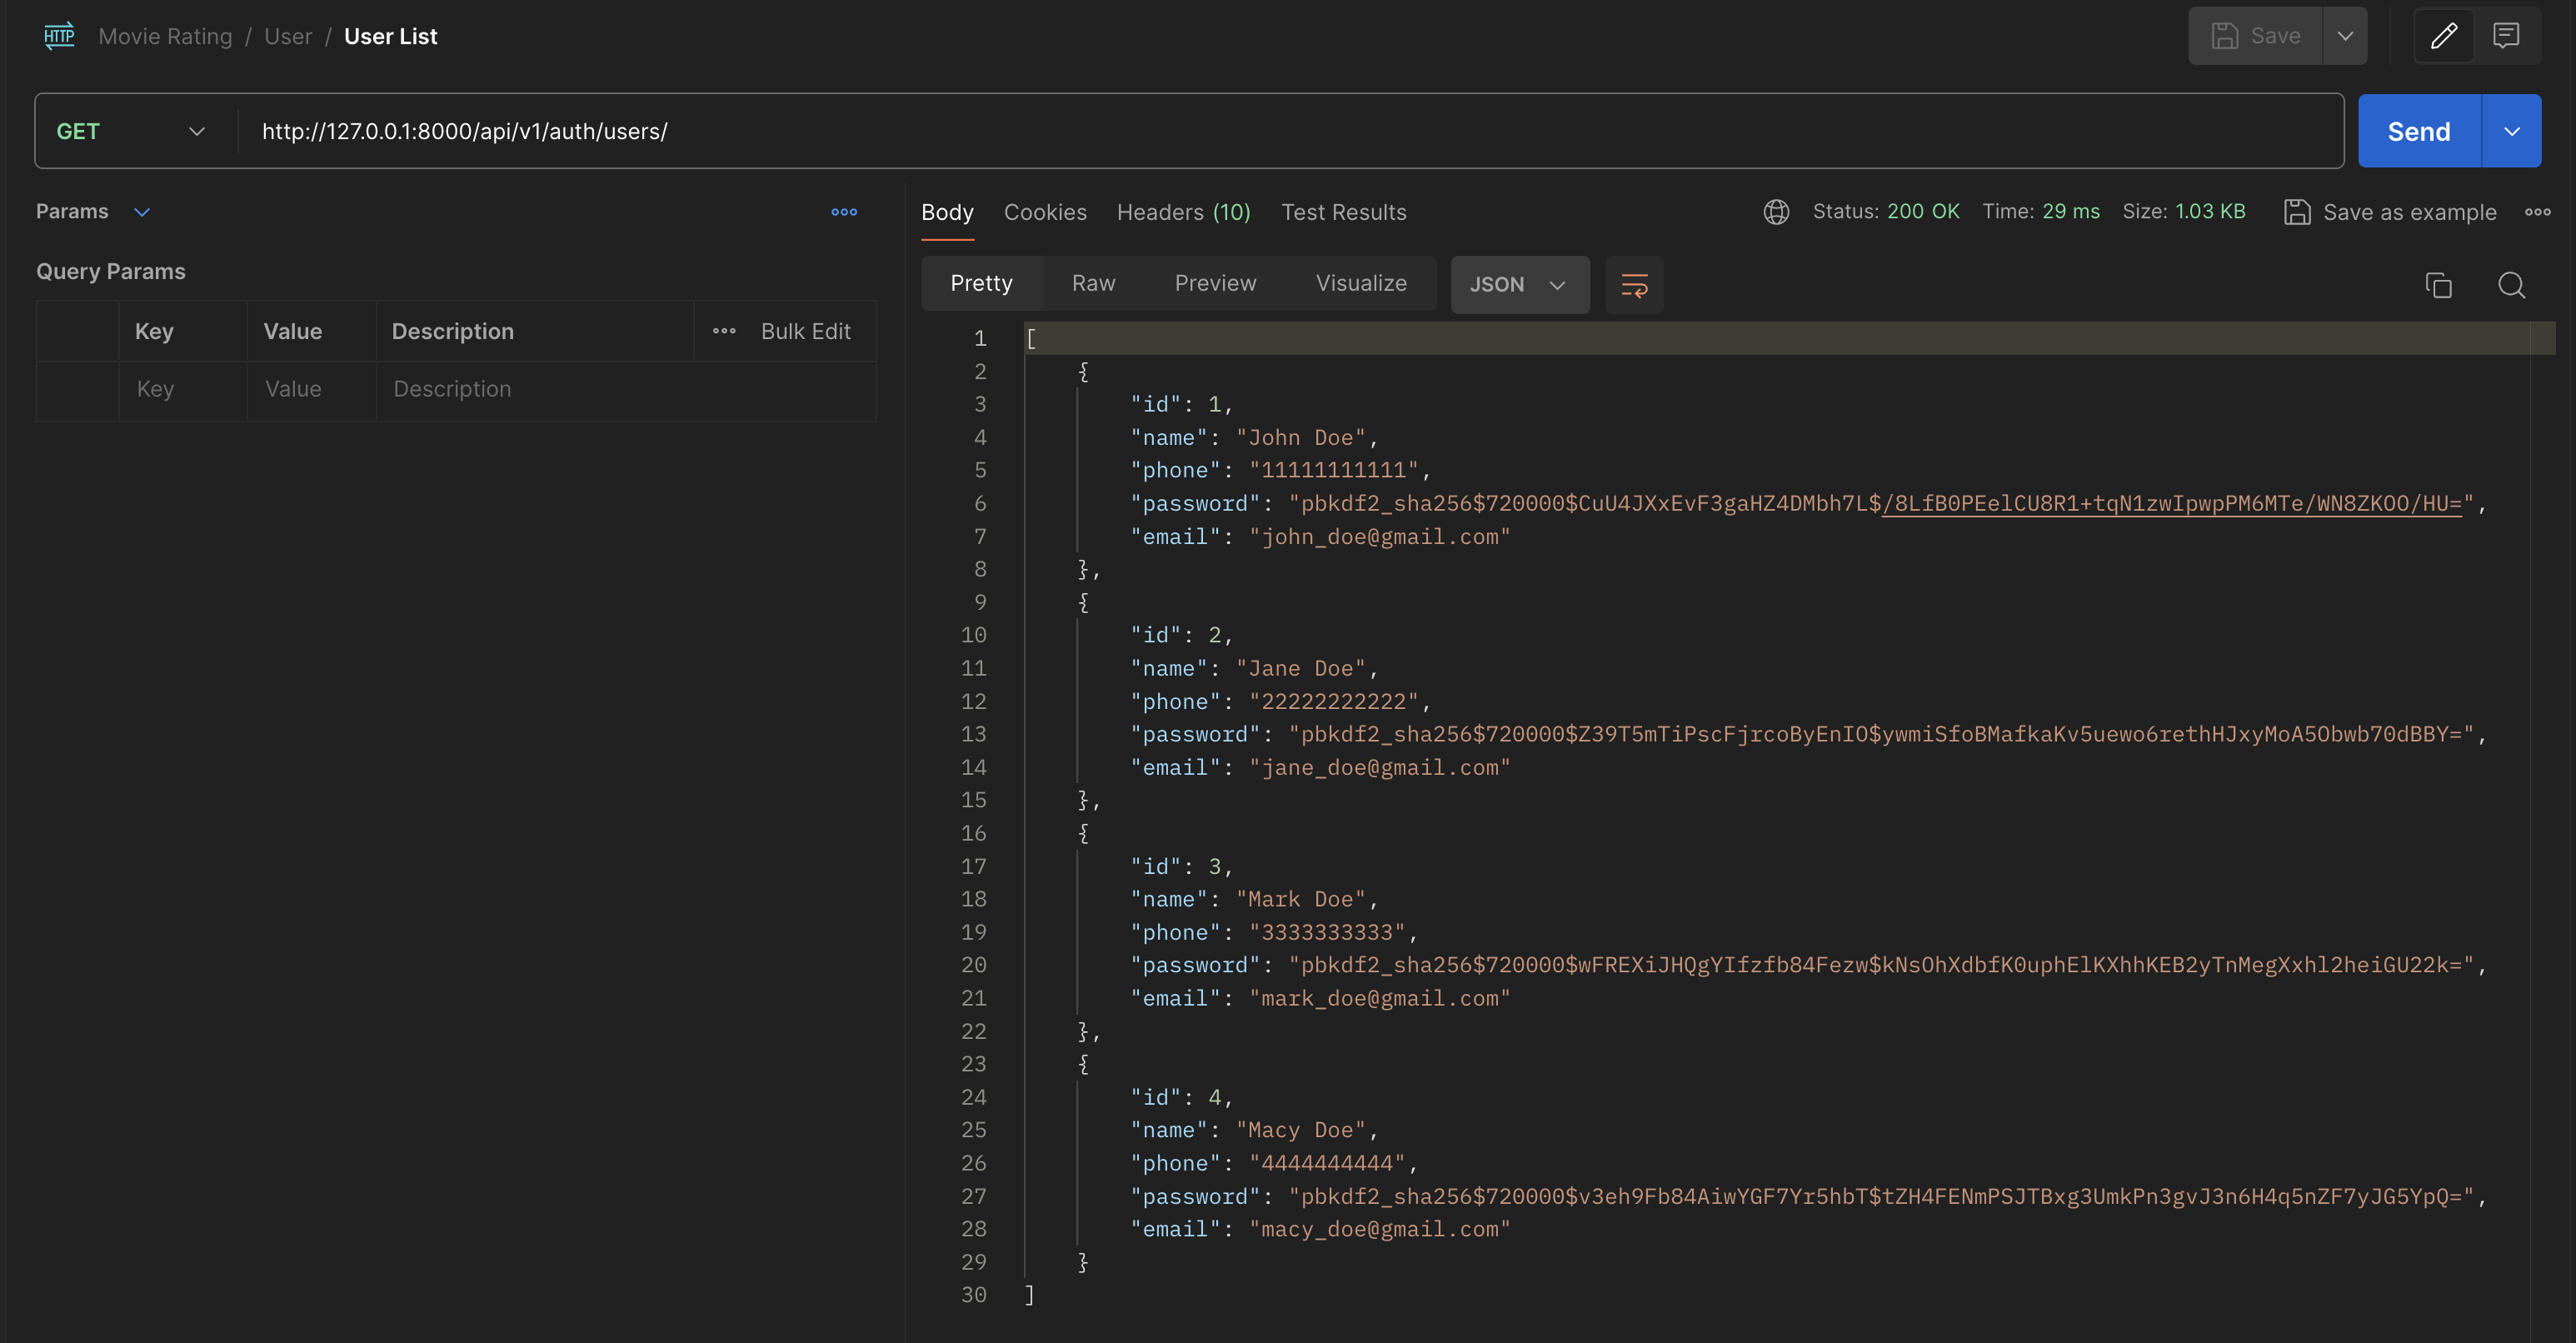 HTTP Movie Rating / User / User List
Save
GET http://127.0.0.1:8000/api/v1/auth/users/
Send
Params
Query Params
Key Value Description Bulk Edit
Key Value Description
Body Cookies Headers (10) Test Results
Status: 200 OK Time: 29 ms Size: 1.03 KB Save as example
Pretty Raw Preview Visualize JSON
1 [
2 {
3 "id": 1,
4 "name": "John Doe",
5 "phone": "11111111111",
6 "password": "pbkdf2_sha256$720000$CuU4JXxEvF3gaHZ4DMbh7L$/8LfB0PEelCU8R1+tqN1zwIpwpPM6MTe/WN8ZKOO/HU=",
7 "email": "john_doe@gmail.com"
8 },
9 {
10 "id": 2,
11 "name": "Jane Doe",
12 "phone": "22222222222",
13 "password": "pbkdf2_sha256$720000$Z39T5mTiPscFjrcoByEnIO$ywmiSfoBMafkaKv5uewo6rethHJxyMoA5Obwb70dBBY=",
14 "email": "jane_doe@gmail.com"
15 },
16 {
17 "id": 3,
18 "name": "Mark Doe",
19 "phone": "3333333333",
20 "password": "pbkdf2_sha256$720000$wFREXiJHQgYIfzfb84Fezw$kNsOhXdbfK0uphElKXhhKEB2yTnMegXxhl2heiGU22k=",
21 "email": "mark_doe@gmail.com"
22 },
23 {
24 "id": 4,
25 "name": "Macy Doe",
26 "phone": "4444444444",
27 "password": "pbkdf2_sha256$720000$v3eh9Fb84AiwYGF7Yr5hbT$tZH4FENmPSJTBxg3UmkPn3gvJ3n6H4q5nZF7yJG5YpQ=",
28 "email": "macy_doe@gmail.com"
29 }
30 ]